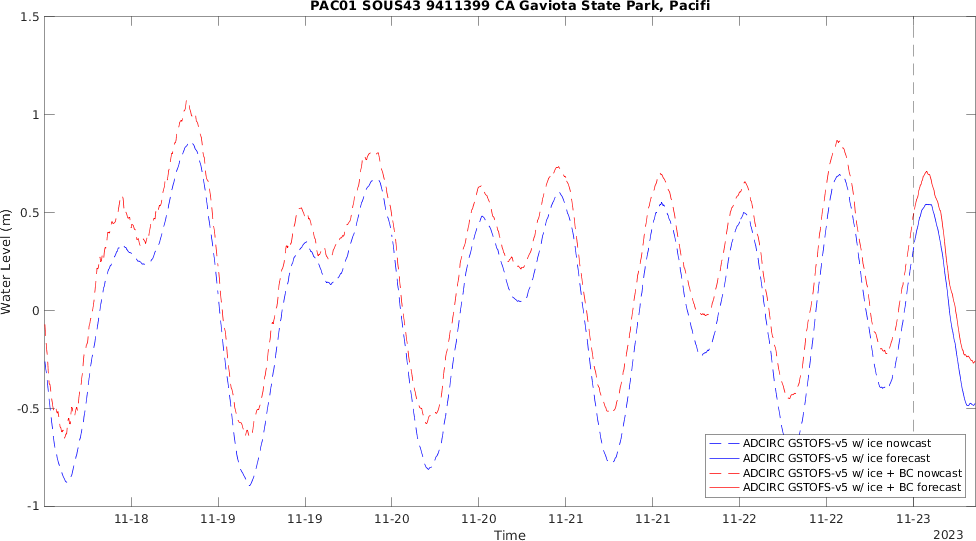 PAC01 SOUS43 9411399 CA Gaviota State Park, Pacifi
1.5
1
0.5
0
-0.5
-1
Water Level (m)
11-18 11-19 11-19 11-20 11-20 11-21 11-21 11-22 11-22 11-23
Time
2023
ADCIRC GSTOFS-v5 w/ ice nowcast
ADCIRC GSTOFS-v5 w/ ice forecast
ADCIRC GSTOFS-v5 w/ ice + BC nowcast
ADCIRC GSTOFS-v5 w/ ice + BC forecast